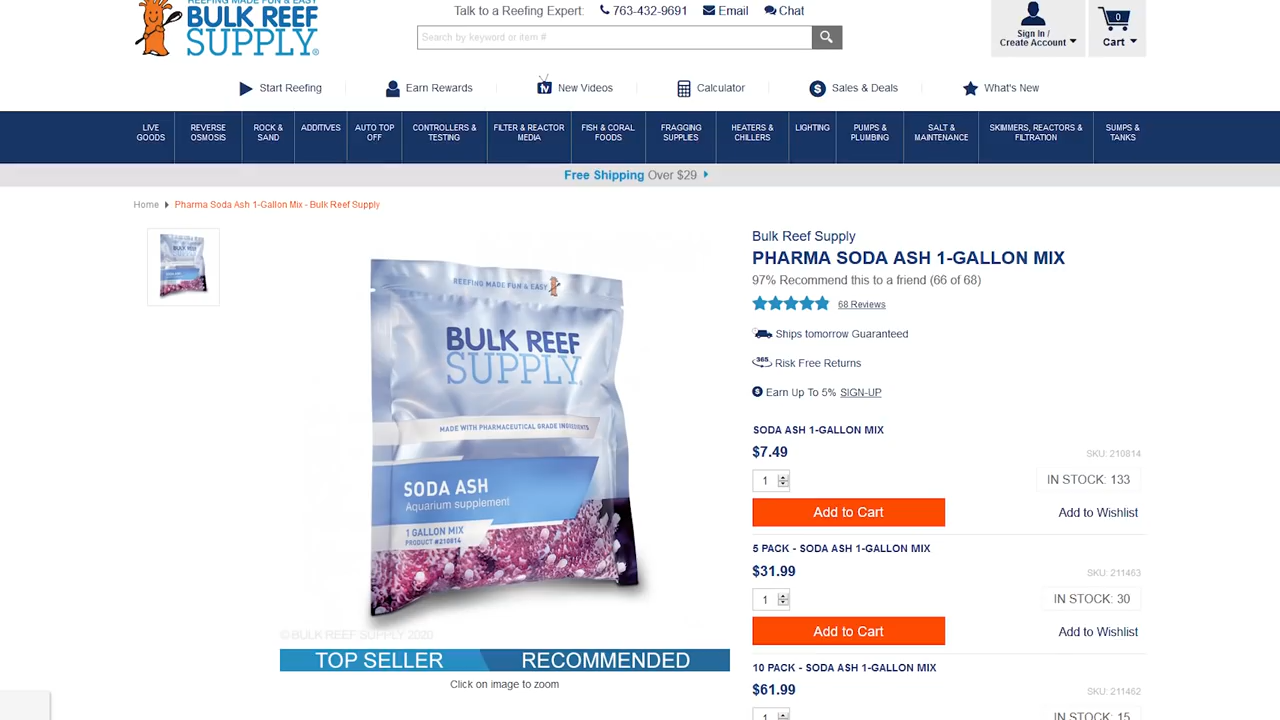 REEFING MADE FUN & EASY
BULK REEF
SUPPLY®
Talk to a Reefing Expert: 763-432-9691 Email Chat
Search by keyword or item #
Sign In /
Create Account
0
Cart
Start Reefing
Earn Rewards
tv New Videos
Calculator
Sales & Deals
What's New
LIVE GOODS
REVERSE OSMOSIS
ROCK & SAND
ADDITIVES
AUTO TOP OFF
CONTROLLERS & TESTING
FILTER & REACTOR MEDIA
FISH & CORAL FOODS
FRAGGING SUPPLIES
HEATERS & CHILLERS
LIGHTING
PUMPS & PLUMBING
SALT & MAINTENANCE
SKIMMERS, REACTORS & FILTRATION
SUMPS & TANKS
Free Shipping Over $29
Home Pharma Soda Ash 1-Gallon Mix - Bulk Reef Supply
REEFING MADE FUN & EASY
BULK REEF
SUPPLY.
MADE WITH PHARMACEUTICAL GRADE INGREDIENTS
SODA ASH
Aquarium supplement
1 GALLON MIX
PRODUCT #210814
©BULK REEF SUPPLY 2020
TOP SELLER RECOMMENDED
Click on image to zoom
Bulk Reef Supply
PHARMA SODA ASH 1-GALLON MIX
97% Recommend this to a friend (66 of 68)
68 Reviews
Ships tomorrow Guaranteed
365 Risk Free Returns
$ Earn Up To 5% SIGN-UP
SODA ASH 1-GALLON MIX
$7.49 SKU: 210814
1 IN STOCK: 133
Add to Cart Add to Wishlist
5 PACK - SODA ASH 1-GALLON MIX
$31.99 SKU: 211463
1 IN STOCK: 30
Add to Cart Add to Wishlist
10 PACK - SODA ASH 1-GALLON MIX
$61.99 SKU: 211462
1 IN STOCK: 15